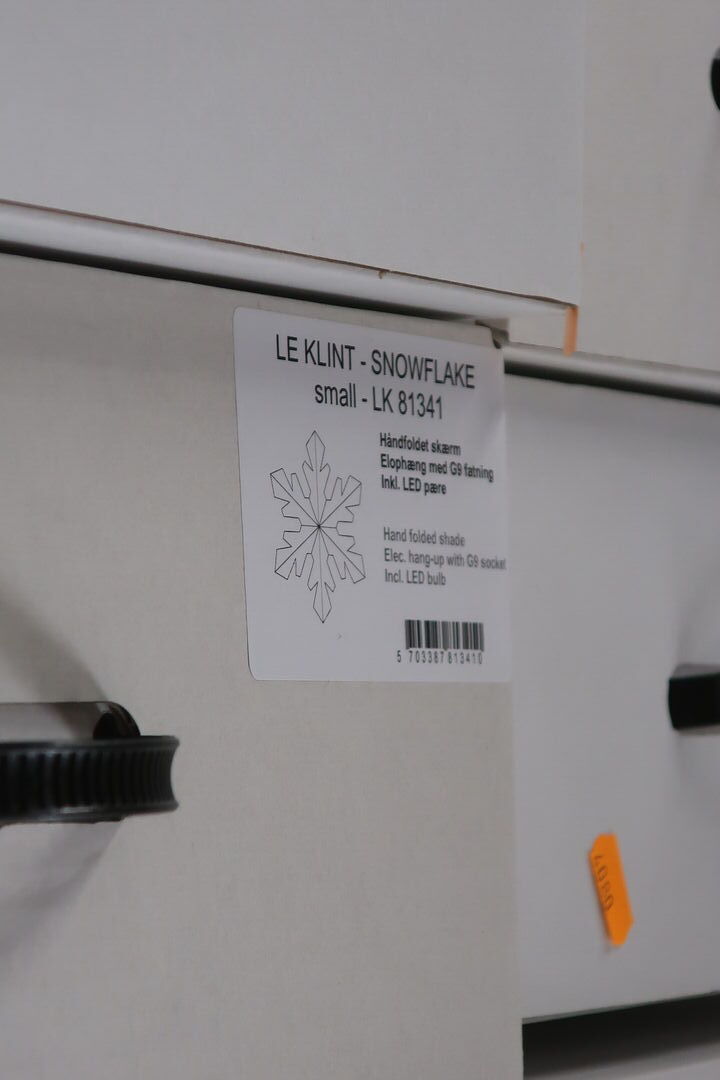 LE KLINT - SNOWFLAKE
small - LK 81341
Håndfoldet skærm
Elophæng med G9 fatning
Inkl. LED pære
Hand folded shade
Elec. hang-up with G9 socket
Incl. LED bulb
5 703387 813410